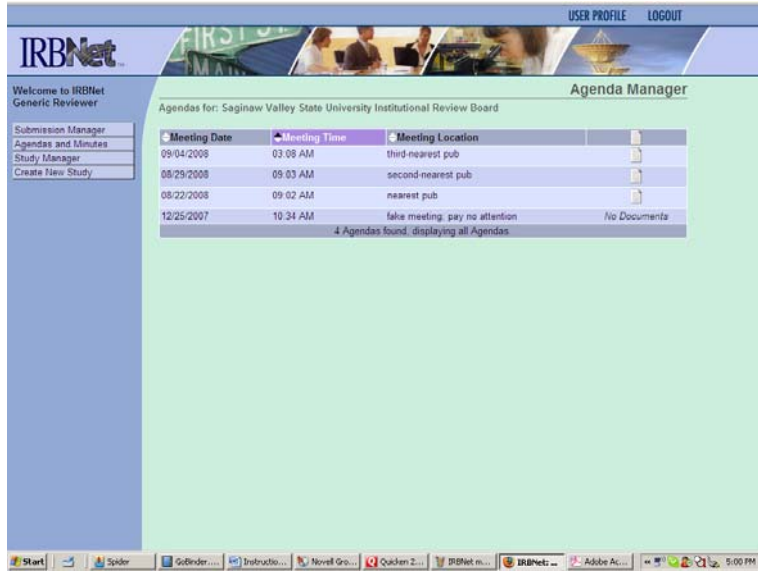 USER PROFILE LOGOUT
IRBNet
FIRST
MAIN
Welcome to IRBNet
Generic Reviewer
Agenda Manager
Agendas for: Saginaw Valley State University Institutional Review Board
Submission Manager
Agendas and Minutes
Study Manager
Create New Study
Meeting Date Meeting Time Meeting Location
09/04/2008 03:08 AM third-nearest pub
08/29/2008 09:03 AM second-nearest pub
08/22/2008 09:02 AM nearest pub
12/25/2007 10:34 AM fake meeting; pay no attention No Documents
4 Agendas found, displaying all Agendas
Start Spider GoBinder.... Instructio... Novell Gro... Quicken 2... IRBNet m... IRBNet: ... Adobe Ac... 5:00 PM